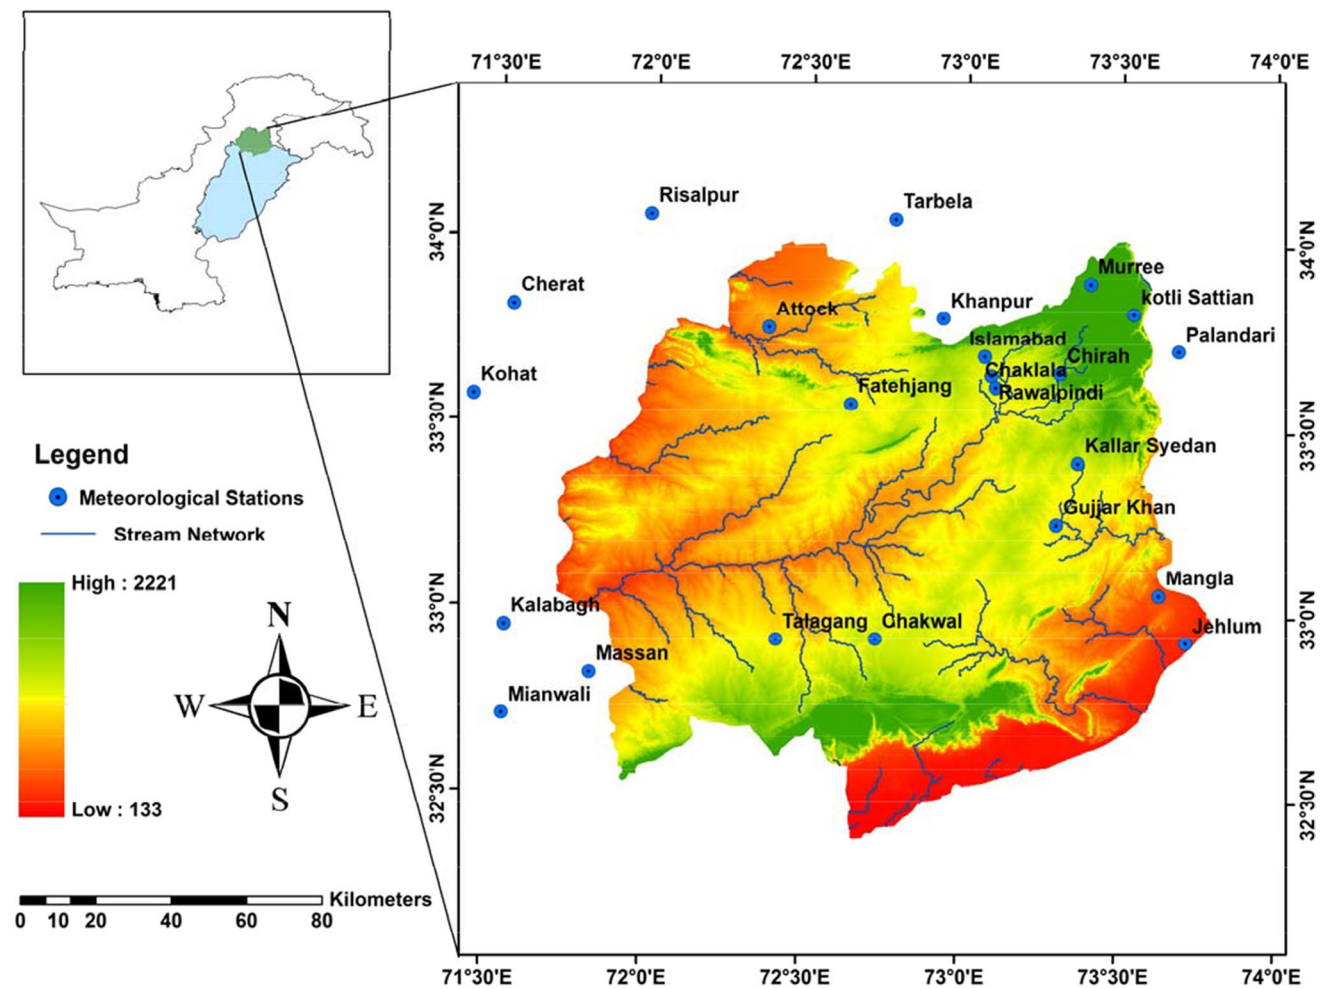 71°30'E 72°0'E 72°30'E 73°0'E 73°30'E 74°0'E
Risalpur
Tarbela
34°0'N
34°0'N
Murree
Cherat
kotli Sattian
Khanpur
Attock
Palandari
Islamabad
Chirah
Kohat
Chaklala
Fatehjang
Rawalpindi
33°30'N
33°30'N
Kallar Syedan
Legend
Meteorological Stations
Gujjar Khan
Stream Network
High : 2221
Mangla
Kalabagh
33°0'N
33°0'N
N
Talagang
Chakwal
Jehlum
Massan
Mianwali
W
E
S
32°30'N
32°30'N
Low : 133
Kilometers
0 10 20 40 60 80
71°30'E 72°0'E 72°30'E 73°0'E 73°30'E 74°0'E